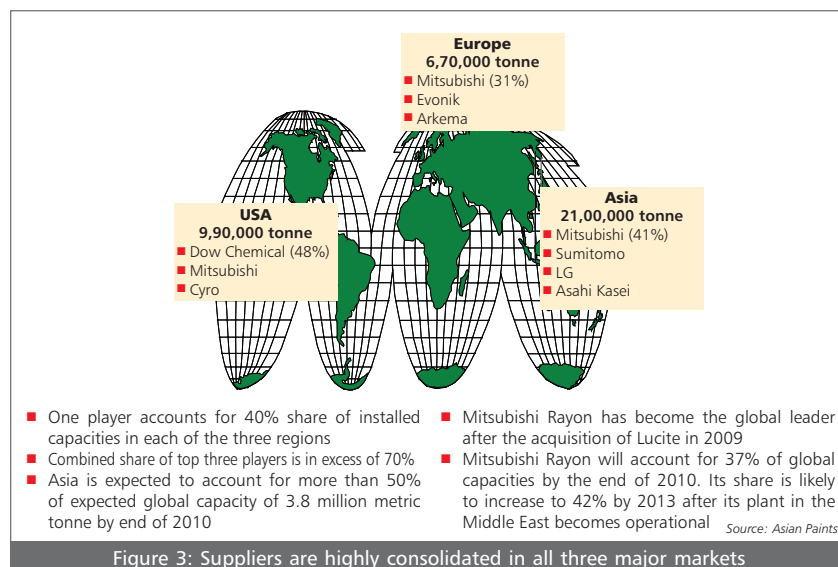 Europe
6,70,000 tonne
Mitsubishi (31%)
Evonik
Arkema
USA
9,90,000 tonne
Dow Chemical (48%)
Mitsubishi
Cyro
Asia
21,00,000 tonne
Mitsubishi (41%)
Sumitomo
LG
Asahi Kasei
One player accounts for 40% share of installed
capacities in each of the three regions
Combined share of top three players is in excess of 70%
Asia is expected to account for more than 50%
of expected global capacity of 3.8 million metric
tonne by end of 2010
Mitsubishi Rayon has become the global leader
after the acquisition of Lucite in 2009
Mitsubishi Rayon will account for 37% of global
capacities by the end of 2010. Its share is likely
to increase to 42% by 2013 after its plant in the
Middle East becomes operational
Source: Asian Paints
Figure 3: Suppliers are highly consolidated in all three major markets